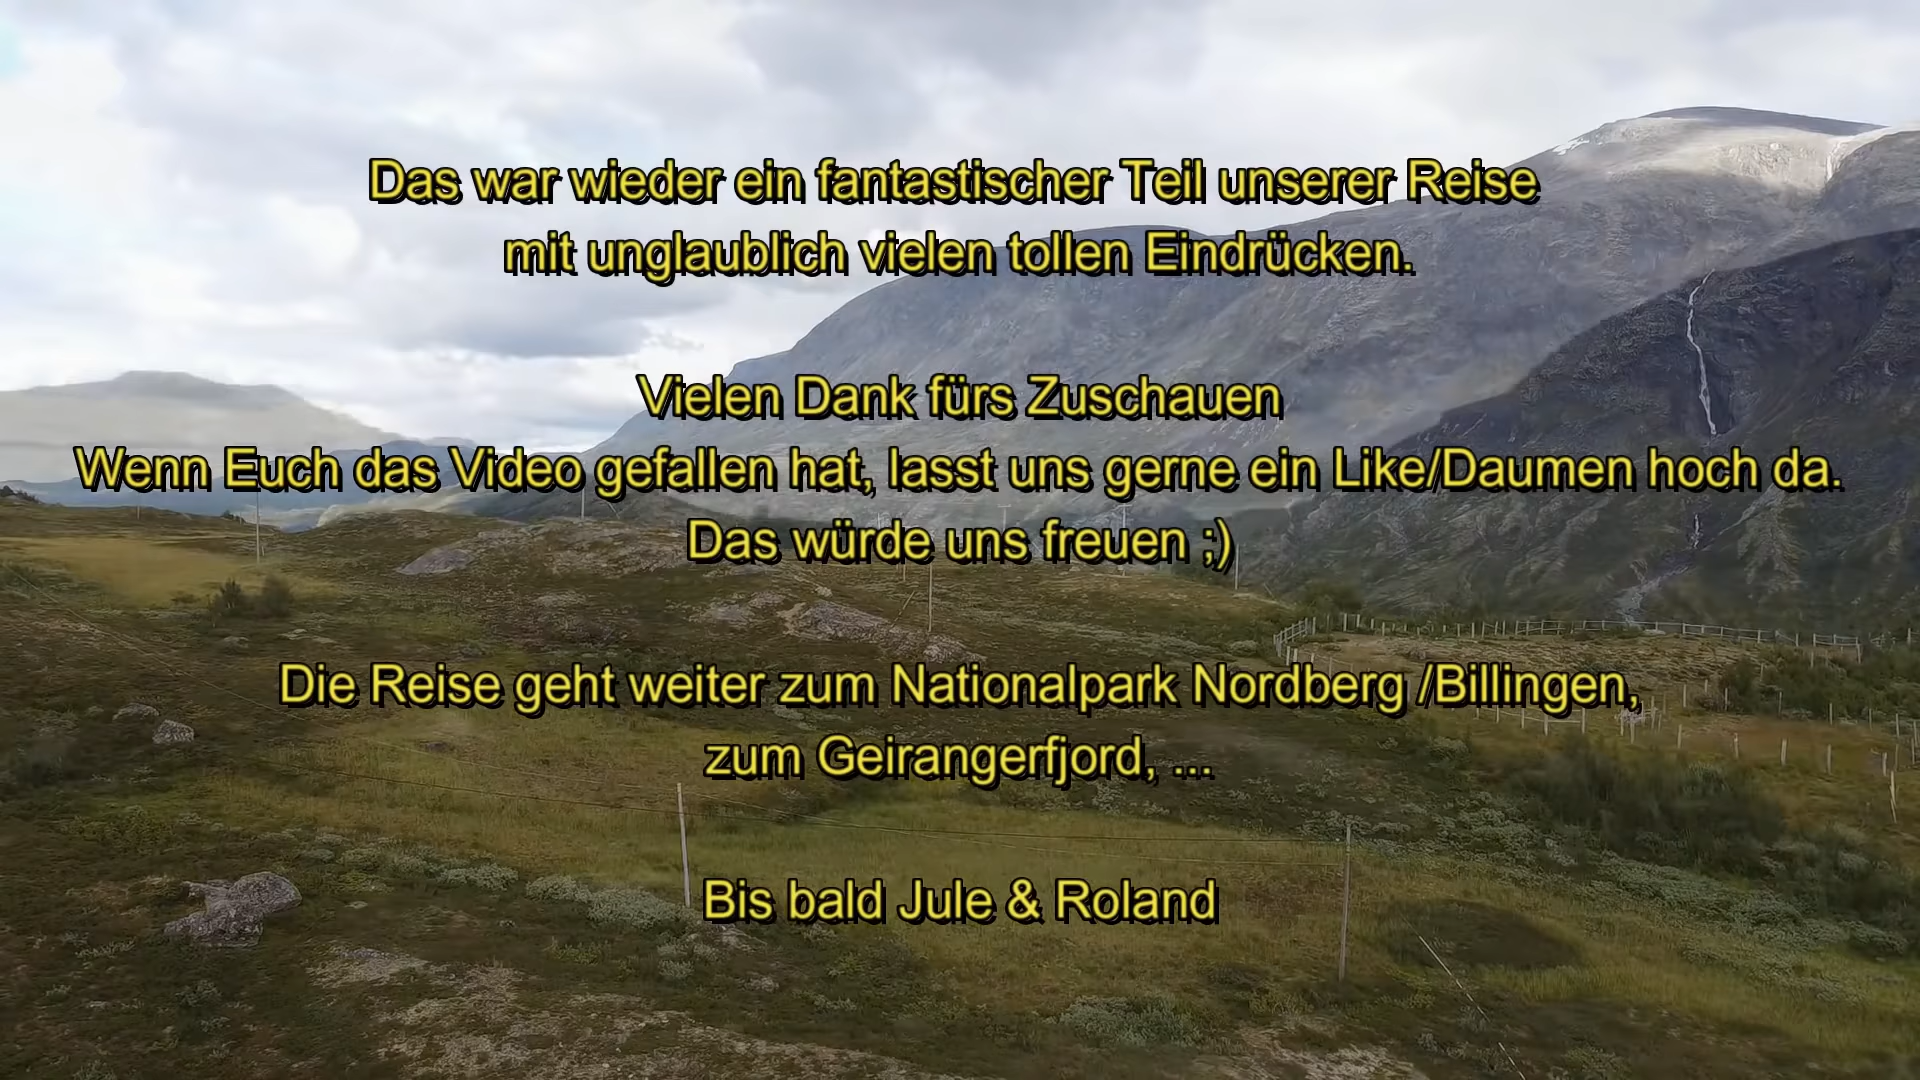 Das war wieder ein fantastischer Teil unserer Reise
mit unglaublich vielen tollen Eindrücken.
Vielen Dank fürs Zuschauen
Wenn Euch das Video gefallen hat, lasst uns gerne ein Like/Daumen hoch da.
Das würde uns freuen ;)
Die Reise geht weiter zum Nationalpark Nordberg /Billingen,
zum Geirangerfjord, ...
Bis bald Jule & Roland